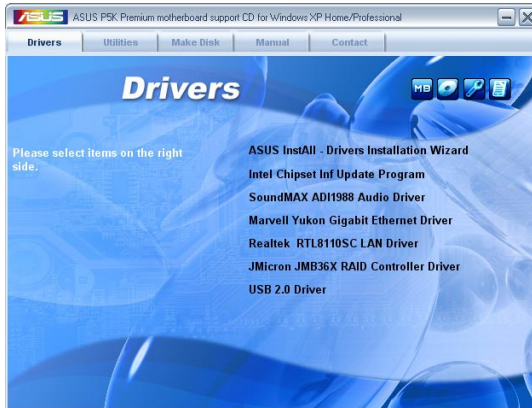 ASUS ASUS P5K Premium motherboard support CD for Windows XP Home/Professional
Drivers Utilities Make Disk Manual Contact
Drivers
MB
Please select items on the right
side.
ASUS InstAll - Drivers Installation Wizard
Intel Chipset Inf Update Program
SoundMAX ADI1988 Audio Driver
Marvell Yukon Gigabit Ethernet Driver
Realtek RTL8110SC LAN Driver
JMicron JMB36X RAID Controller Driver
USB 2.0 Driver